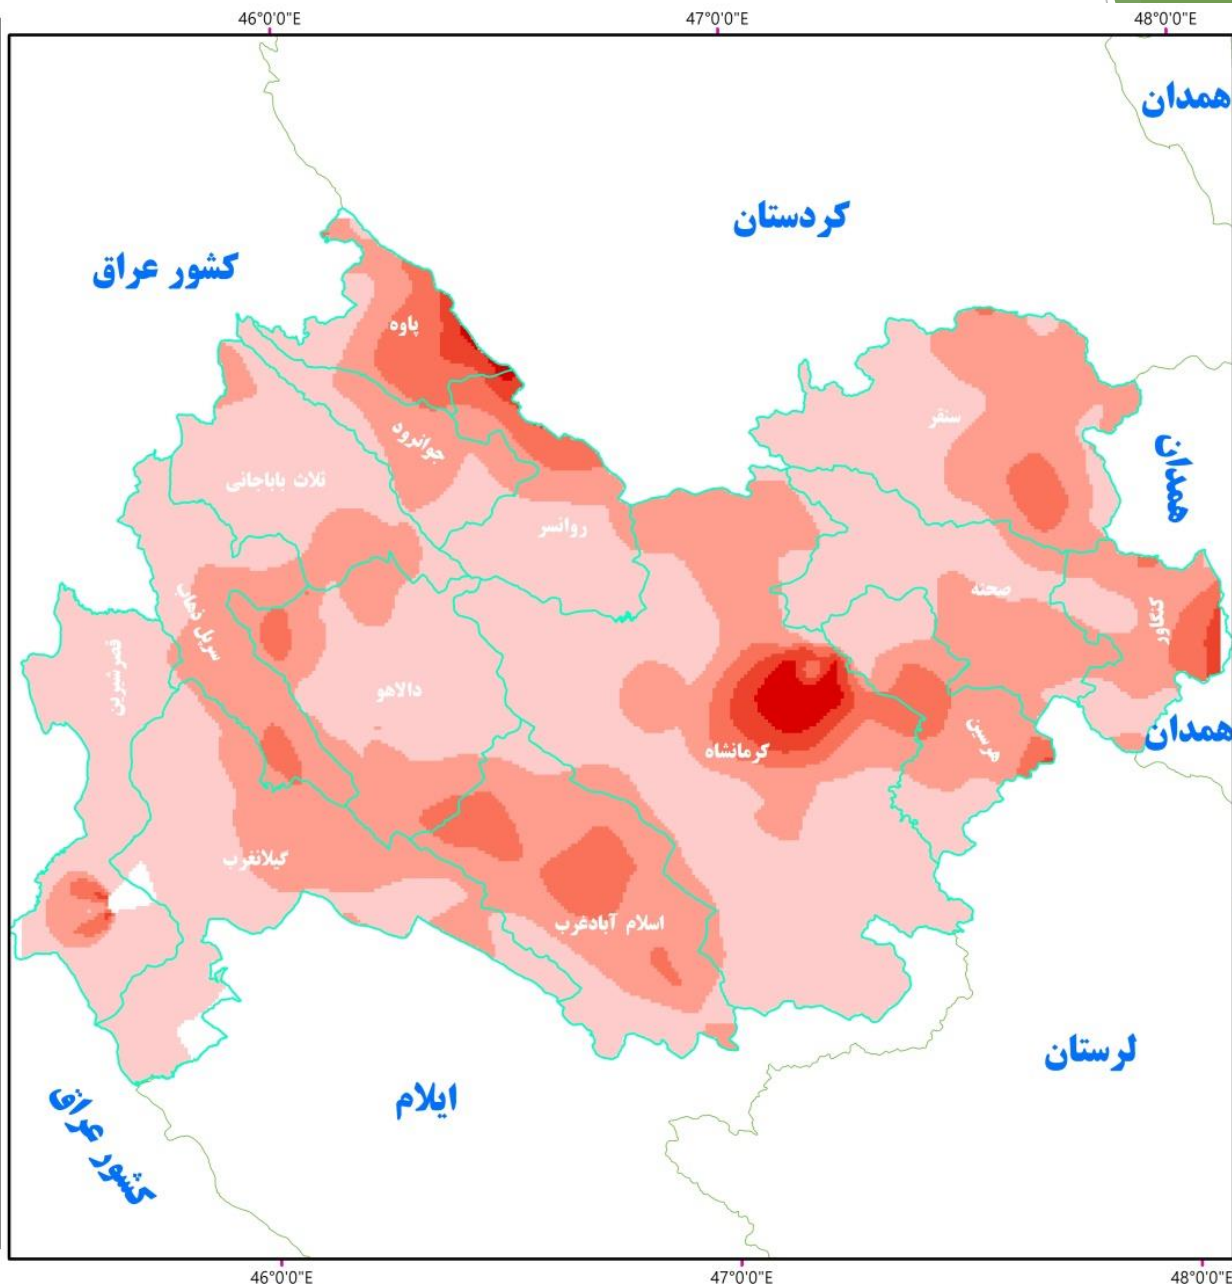 46°0'0"E 47°0'0"E 48°0'0"E
همدان
کردستان
کشور عراق
پاوه
سنقر
جوانرود
همدان
ثلاث باباجانی
روانسر
صحنه
کنگاور
سرپل ذهاب
قصرشیرین
دالاهو
همدان
هرسین
کرمانشاه
گیلانغرب
اسلام آبادغرب
لرستان
ایلام
کشور عراق
46°0'0"E 47°0'0"E 48°0'0"E